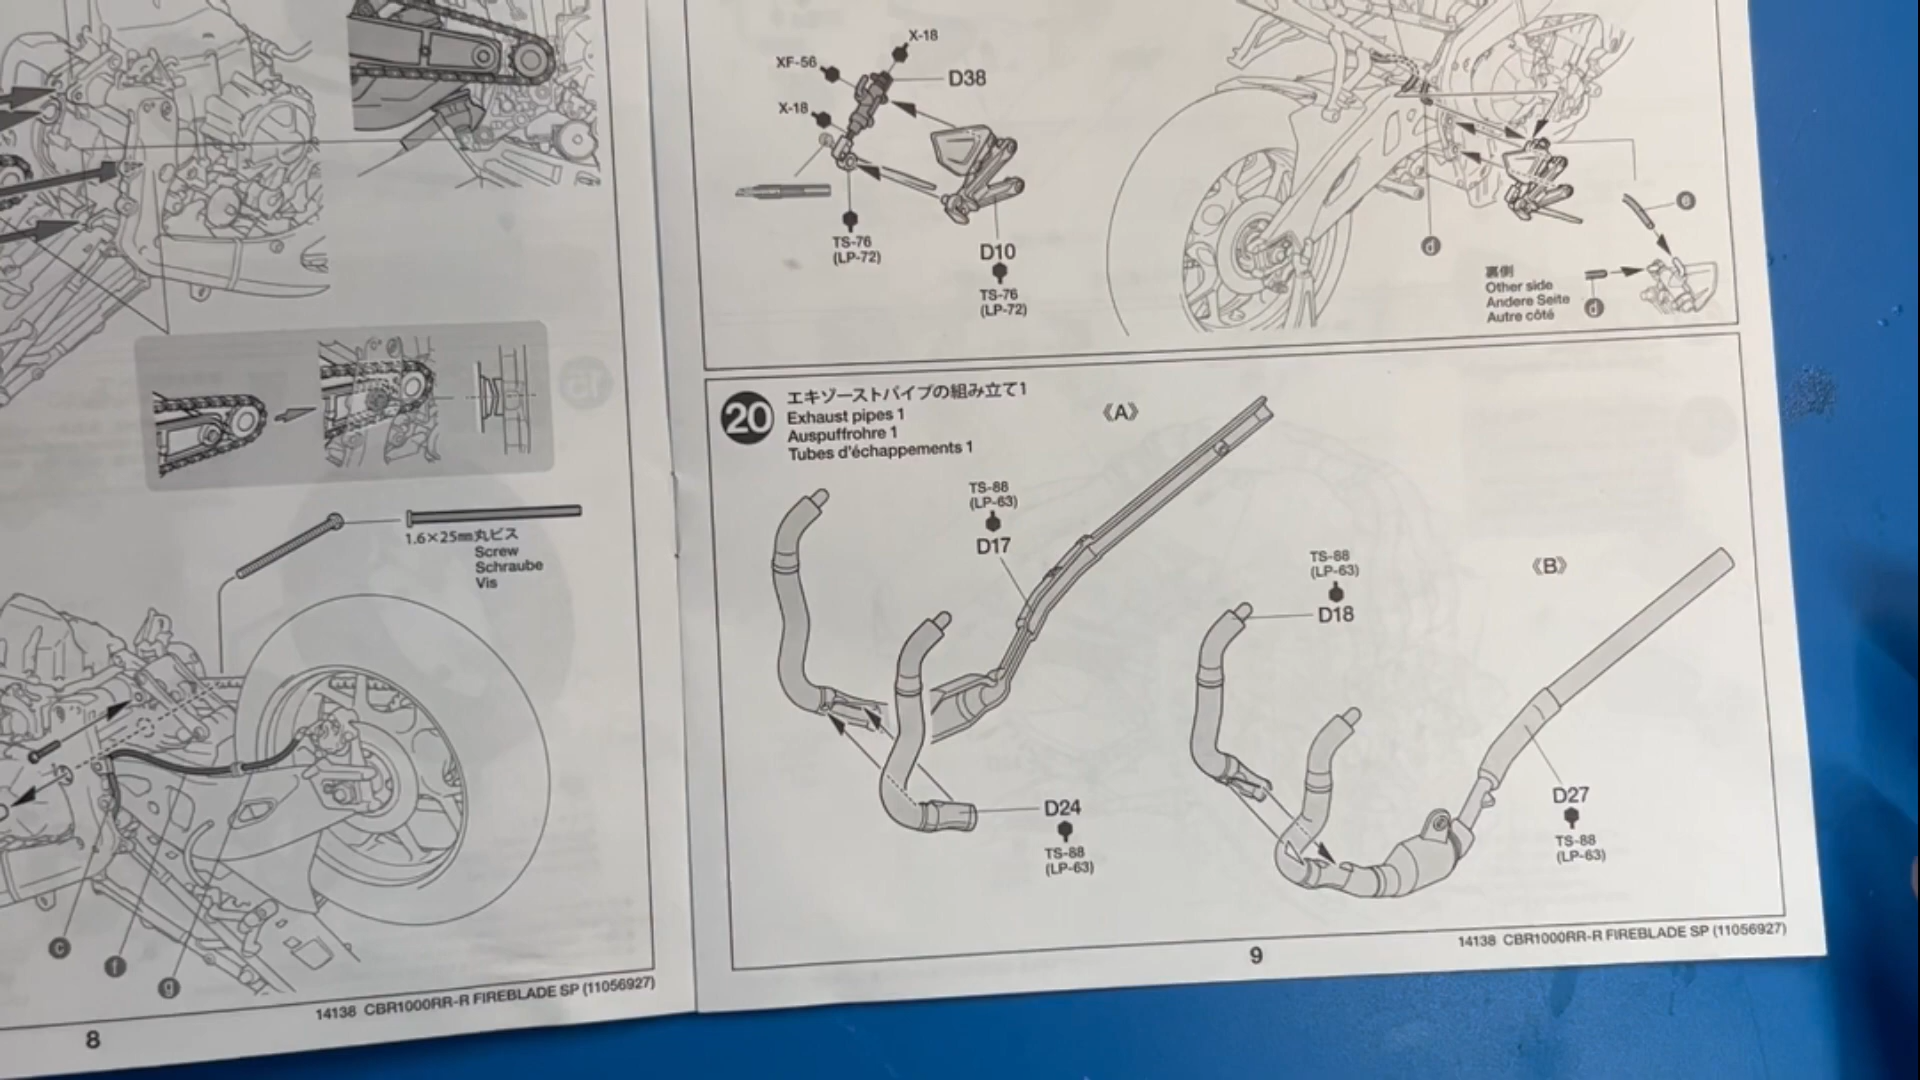 1.6×25㎜丸ビス
Screw
Schraube
Vis
c
f
g
14138 CBR1000RR-R FIREBLADE SP (11056927)
8
X-18
XF-56
D38
X-18
TS-76
(LP-72)
D10
TS-76
(LP-72)
e
d
裏側
Other side
Andere Seite
Autre côté
d
20
エキゾーストパイプの組み立て1
Exhaust pipes 1
Auspuffrohre 1
Tubes d'échappements 1
《A》
TS-88
(LP-63)
D17
D24
TS-88
(LP-63)
《B》
TS-88
(LP-63)
D18
D27
TS-88
(LP-63)
14138 CBR1000RR-R FIREBLADE SP (11056927)
9